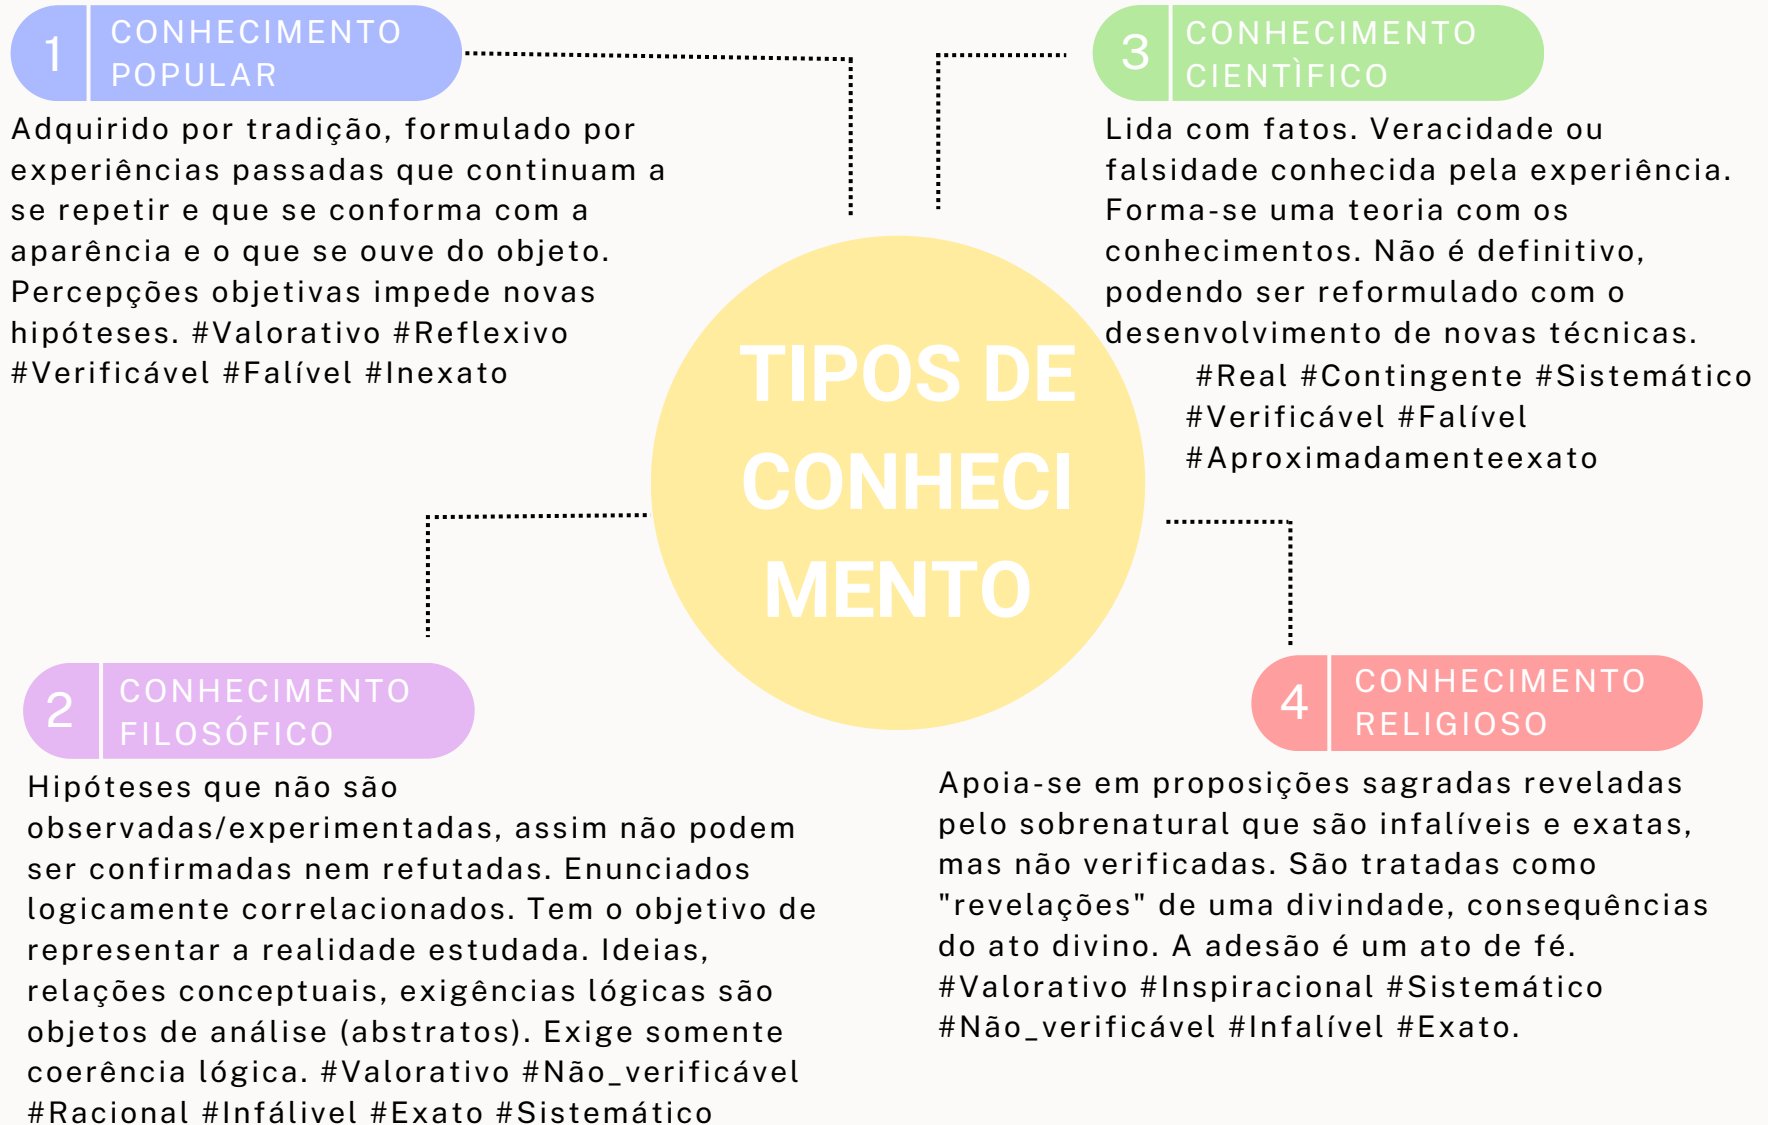 1
CONHECIMENTO
POPULAR
Adquirido por tradição, formulado por
experiências passadas que continuam a
se repetir e que se conforma com a
aparência e o que se ouve do objeto.
Percepções objetivas impede novas
hipóteses. #Valorativo #Reflexivo
#Verificável #Falível #Inexato
TIPOS DE
CONHECI
MENTO
2
CONHECIMENTO
FILOSÓFICO
Hipóteses que não são
observadas/experimentadas, assim não podem
ser confirmadas nem refutadas. Enunciados
logicamente correlacionados. Tem o objetivo de
representar a realidade estudada. Ideias,
relações conceptuais, exigências lógicas são
objetos de análise (abstratos). Exige somente
coerência lógica. #Valorativo #Não_verificável
#Racional #Infálivel #Exato #Sistemático
3
CONHECIMENTO
CIENTÌFICO
Lida com fatos. Veracidade ou
falsidade conhecida pela experiência.
Forma-se uma teoria com os
conhecimentos. Não é definitivo,
podendo ser reformulado com o
desenvolvimento de novas técnicas.
#Real #Contingente #Sistemático
#Verificável #Falível
#Aproximadamenteexato
4
CONHECIMENTO
RELIGIOSO
Apoia-se em proposições sagradas reveladas
pelo sobrenatural que são infalíveis e exatas,
mas não verificadas. São tratadas como
"revelações" de uma divindade, consequências
do ato divino. A adesão é um ato de fé.
#Valorativo #Inspiracional #Sistemático
#Não_verificável #Infalível #Exato.